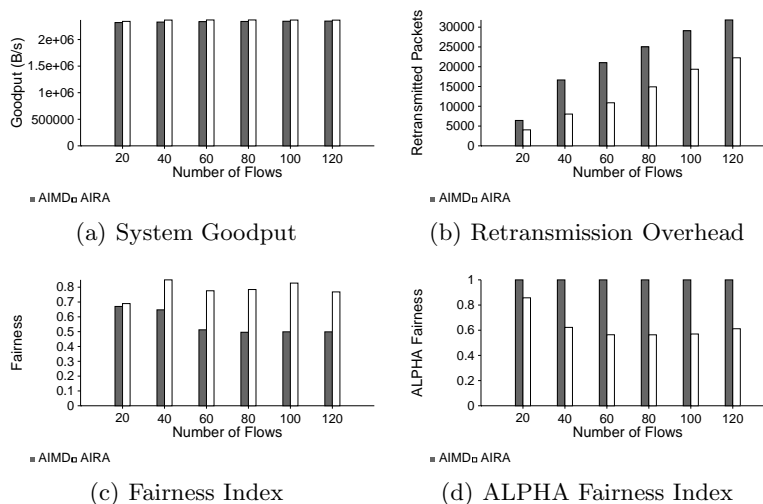 Goodput (B/s)
2e+06
1.5e+06
1e+06
500000
0
20 40 60 80 100 120
Number of Flows
AIMD AIRA
(a) System Goodput
Retransmitted Packets
30000
25000
20000
15000
10000
5000
0
20 40 60 80 100 120
Number of Flows
AIMD AIRA
(b) Retransmission Overhead
Fairness
0.8
0.7
0.6
0.5
0.4
0.3
0.2
0.1
0
20 40 60 80 100 120
Number of Flows
AIMD AIRA
(c) Fairness Index
ALPHA Fairness
1
0.8
0.6
0.4
0.2
0
20 40 60 80 100 120
Number of Flows
AIMD AIRA
(d) ALPHA Fairness Index